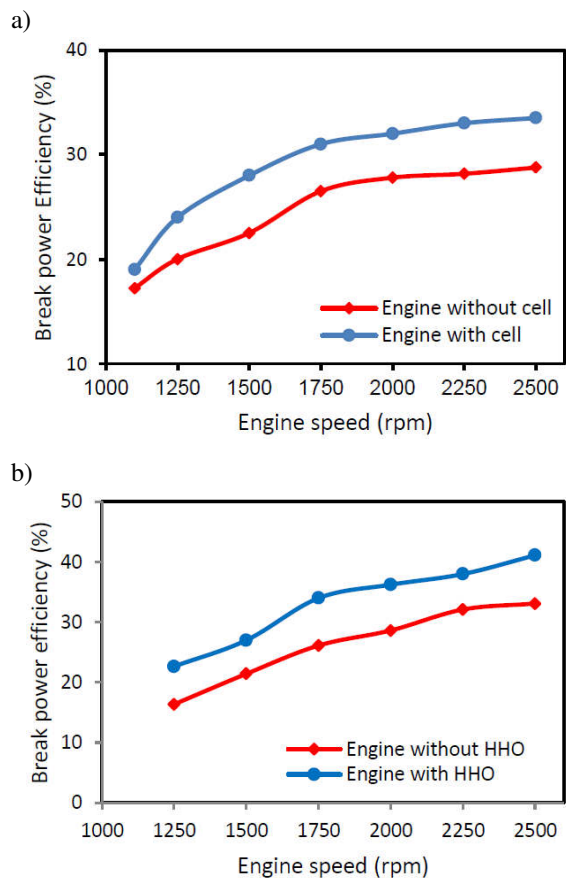 a)
Break power Efficiency (%)
40
30
20
10
Engine without cell
Engine with cell
1000 1250 1500 1750 2000 2250 2500
Engine speed (rpm)
b)
Break power efficiency (%)
50
40
30
20
10
0
Engine without HHO
Engine with HHO
1000 1250 1500 1750 2000 2250 2500
Engine speed (rpm)